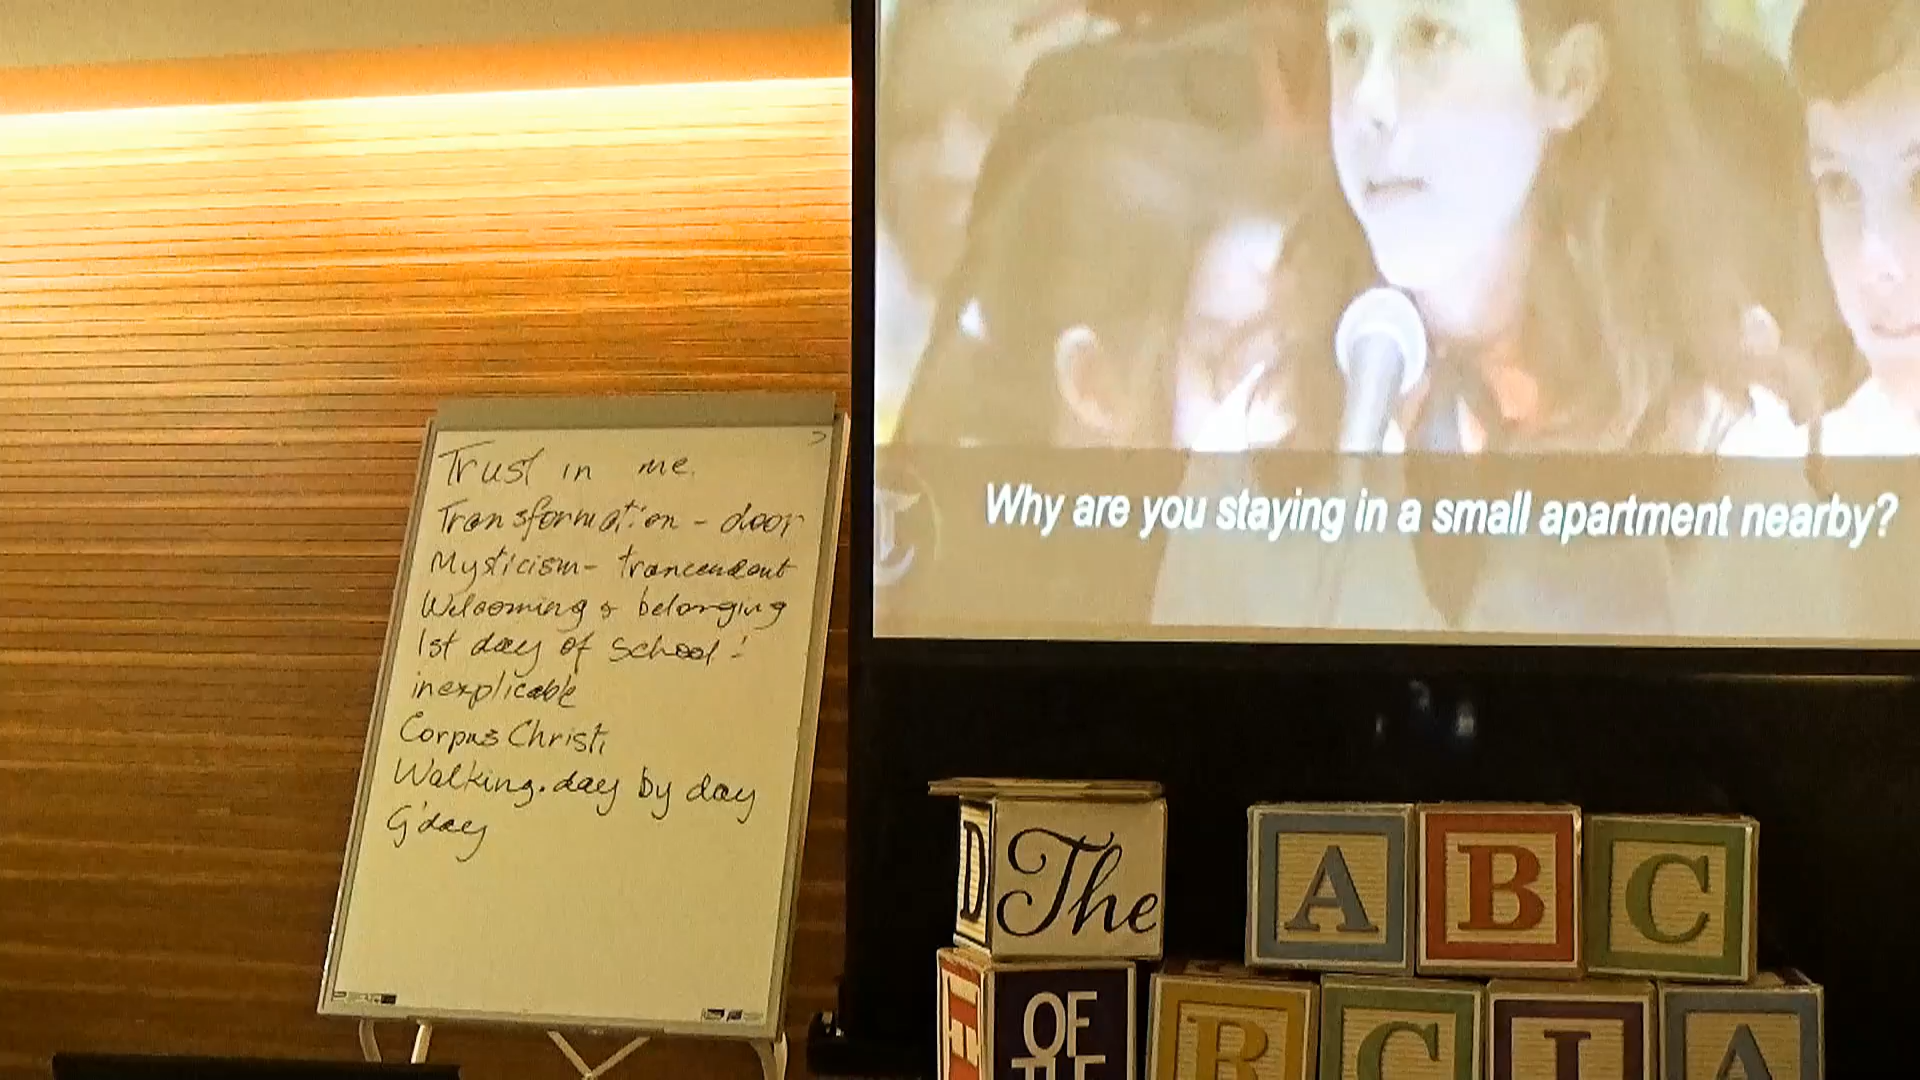 Trust in me.
Transformation - door
Mysticism - trancendent
Welcoming & belonging
1st day of school -
inexplicable
Corpus Christi
Walking. day by day
G'day
Why are you staying in a small apartment nearby?
D The
A B C
OF
B C I A